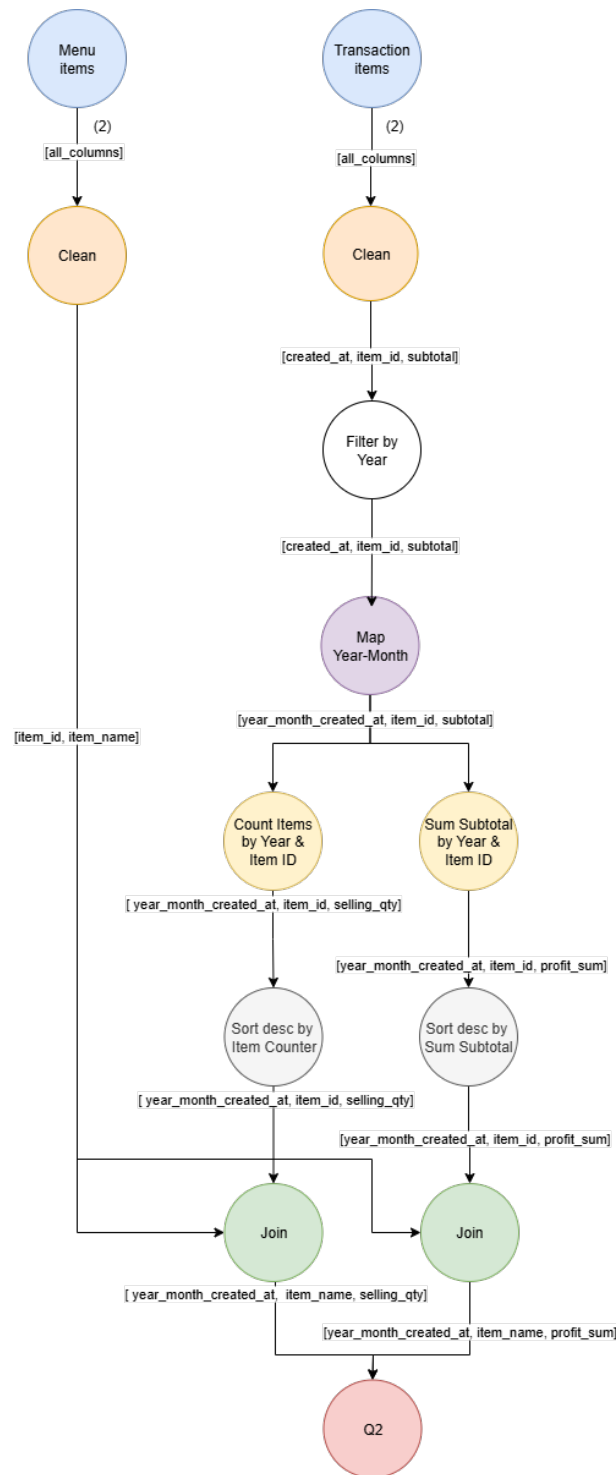 Menu
items
Transaction
items
(2)
(2)
[all_columns]
[all_columns]
Clean
Clean
[created_at, item_id, subtotal]
Filter by
Year
[created_at, item_id, subtotal]
Map
Year-Month
[year_month_created_at, item_id, subtotal]
[item_id, item_name]
Count Items
by Year &
Item ID
Sum Subtotal
by Year &
Item ID
[ year_month_created_at, item_id, selling_qty]
[year_month_created_at, item_id, profit_sum]
Sort desc by
Item Counter
Sort desc by
Sum Subtotal
[ year_month_created_at, item_id, selling_qty]
[year_month_created_at, item_id, profit_sum]
Join
Join
[ year_month_created_at,  item_name, selling_qty]
[year_month_created_at, item_name, profit_sum]
Q2